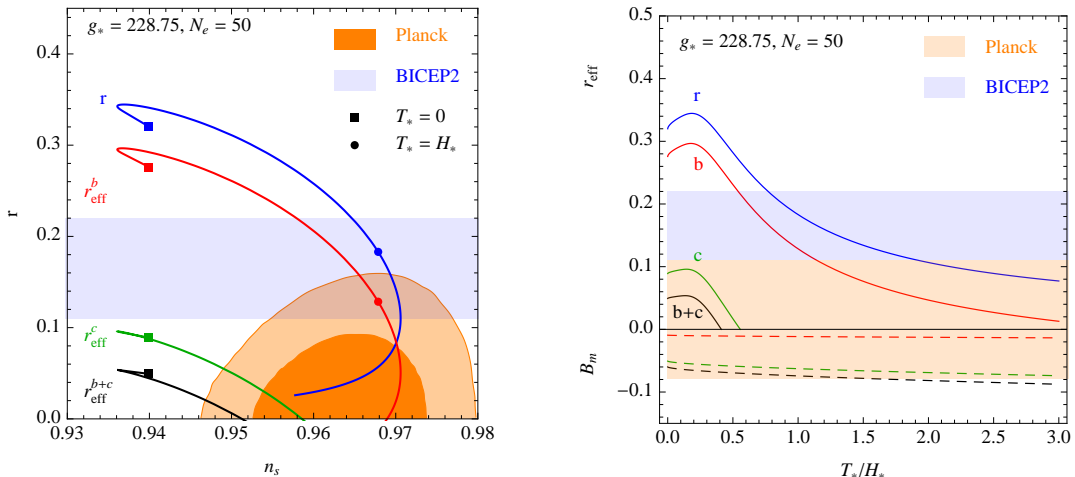 g* = 228.75, N_e = 50
Planck
BICEP2
T* = 0
T* = H*
r
r^b_eff
r^c_eff
r^{b+c}_eff
r
0.4
0.3
0.2
0.1
0.0
0.93
0.94
0.95
0.96
0.97
0.98
n_s
g* = 228.75, N_e = 50
Planck
BICEP2
r
b
c
b+c
r_eff
B_m
0.5
0.4
0.3
0.2
0.1
0.0
−0.1
0.0
0.5
1.0
1.5
2.0
2.5
3.0
T*/H*